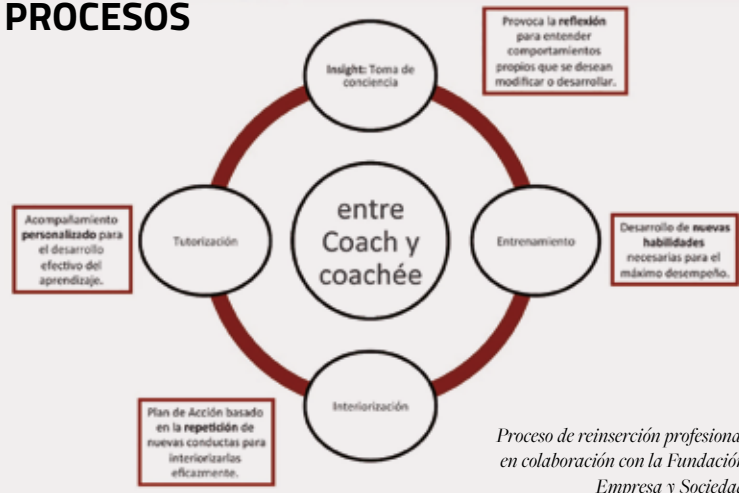 PROCESOS
Insight: Toma de
conciencia
Provoca la reflexión
para entender
comportamientos
propios que se desean
modificar o desarrollar.
Acompañamiento
personalizado para
el desarrollo
efectivo del
aprendizaje.
Tutorización
entre
Coach y
coachée
Entrenamiento
Desarrollo de nuevas
habilidades
necesarias para el
máximo desempeño.
Interiorización
Plan de Acción basado
en la repetición de
nuevas conductas para
interiorizarlas
eficazmente.
Proceso de reinserción profesiona
en colaboración con la Fundación
Empresa y Sociedad